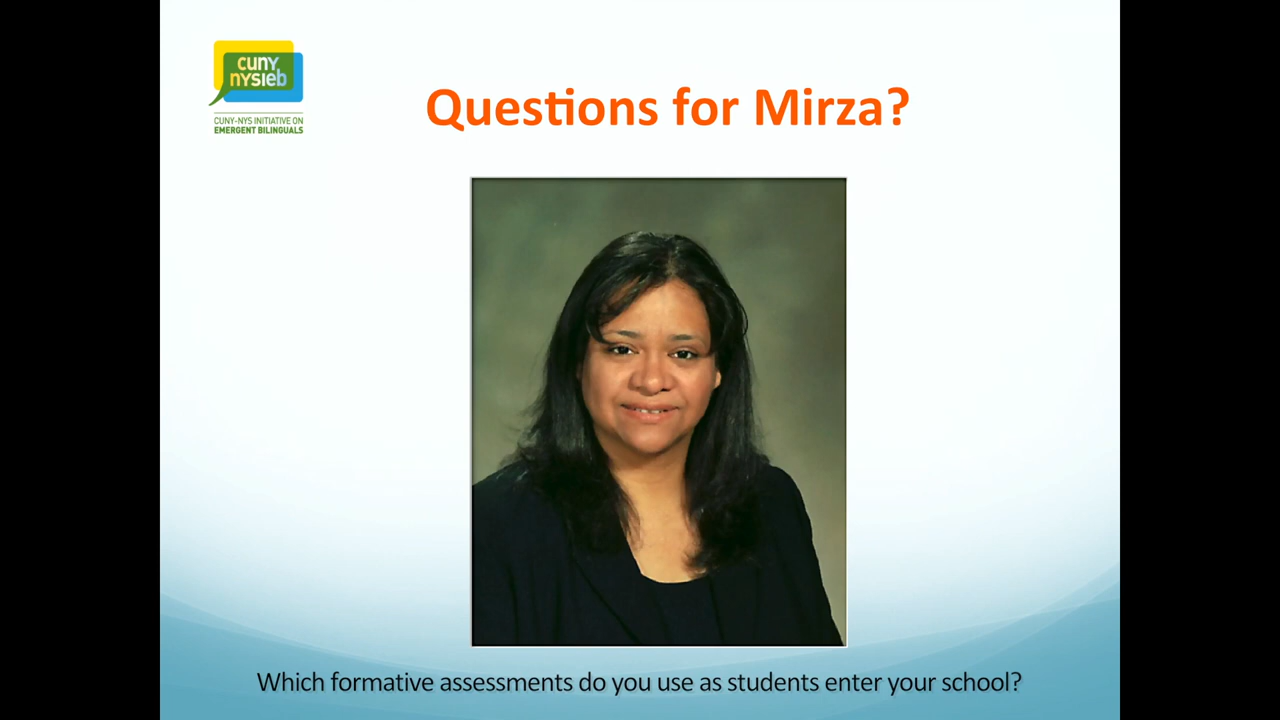 cuny
nysieb
CUNY-NYS INITIATIVE ON
EMERGENT BILINGUALS
Questions for Mirza?
Which formative assessments do you use as students enter your school?